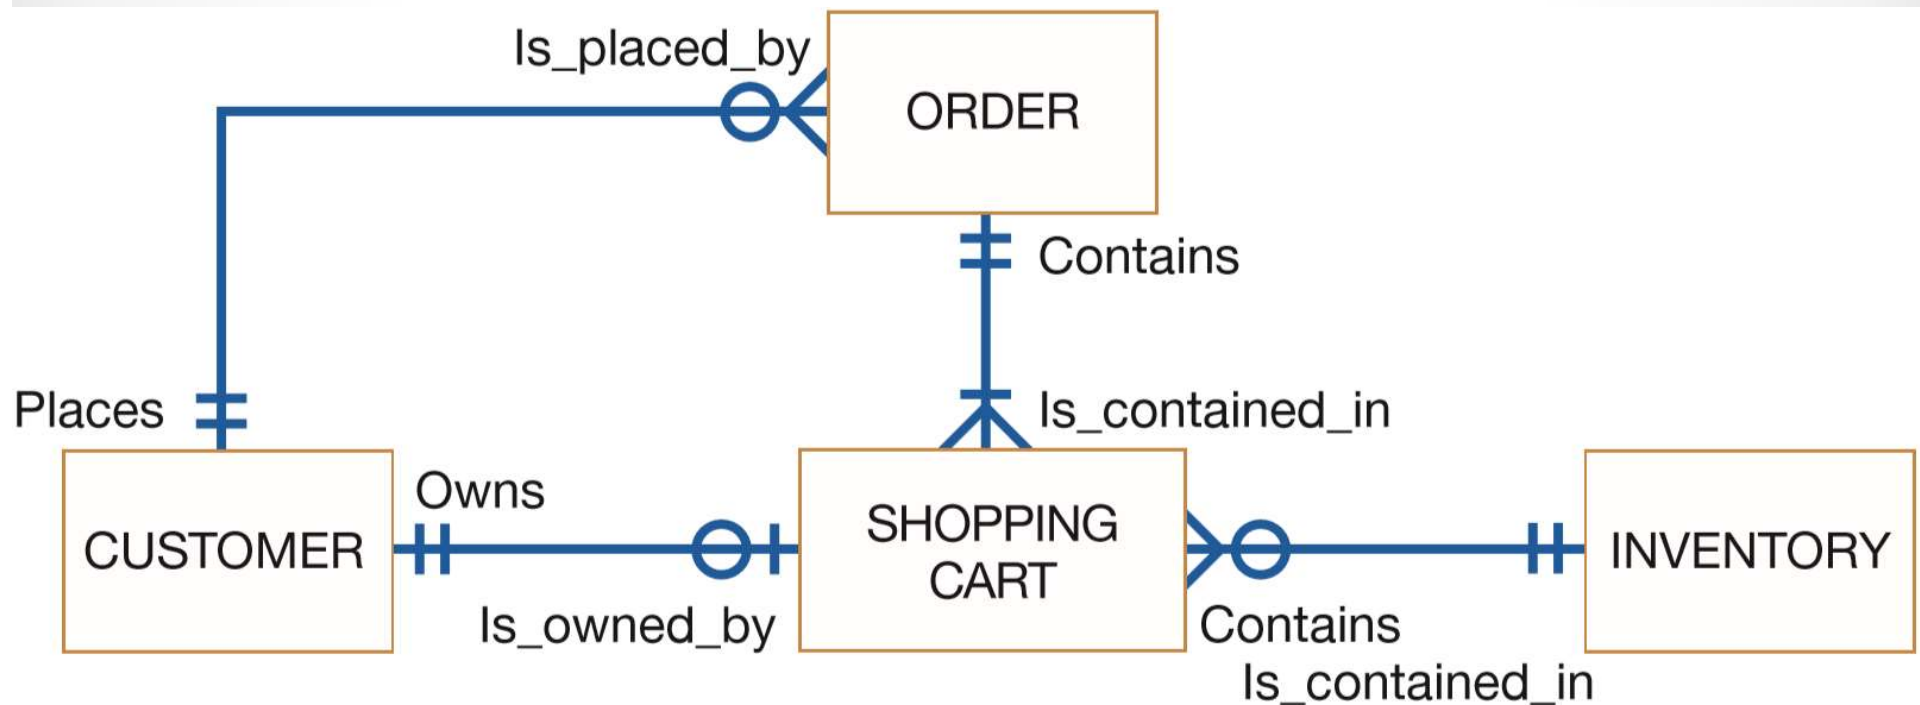 Is_placed_by
ORDER
Contains
Places
Is_contained_in
Owns
CUSTOMER
SHOPPING
CART
INVENTORY
Is_owned_by
Contains
Is_contained_in